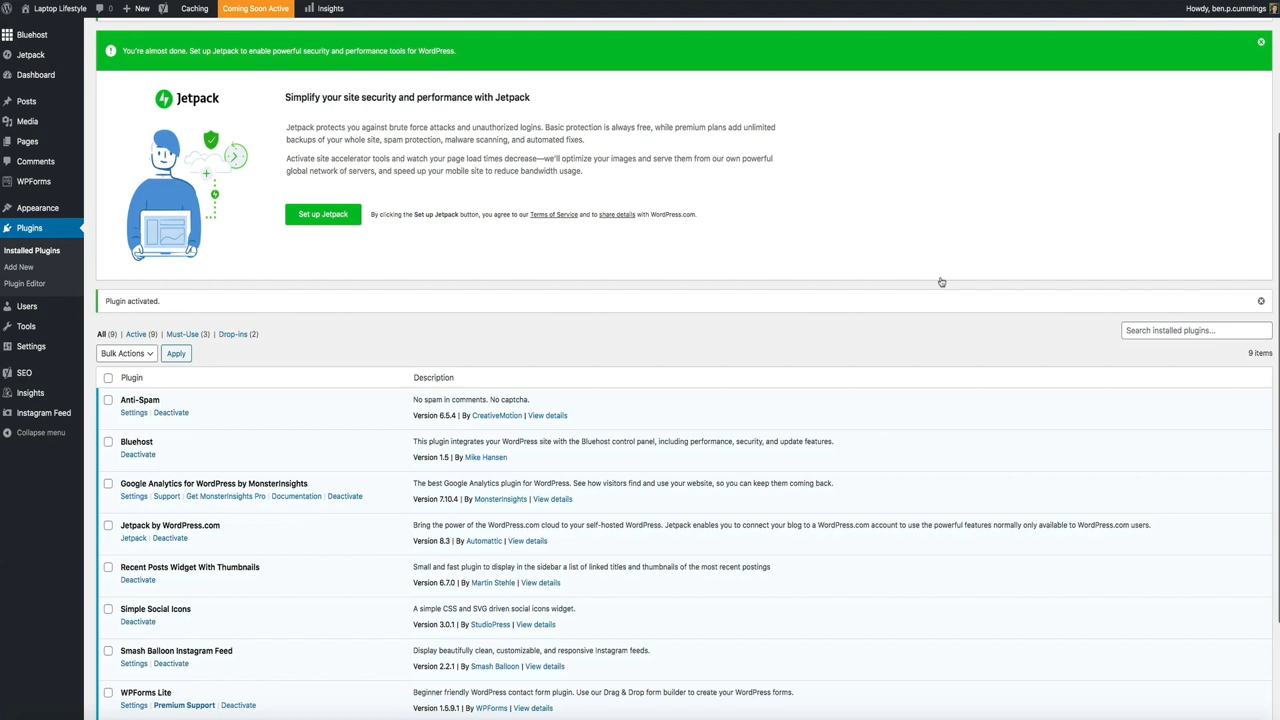 Laptop Lifestyle 0 + New Caching Coming Soon Active Insights Howdy, ben.p.cummings
Bluehost
Jetpack
Dashboard
Posts
Media
Pages
Comments
WPForms
Appearance
Plugins
Installed Plugins
Add New
Plugin Editor
Users
Tools
Settings
SEO
Insights
Instagram Feed
Collapse menu
You're almost done. Set up Jetpack to enable powerful security and performance tools for WordPress.
Jetpack
Simplify your site security and performance with Jetpack
Jetpack protects you against brute force attacks and unauthorized logins. Basic protection is always free, while premium plans add unlimited
backups of your whole site, spam protection, malware scanning, and automated fixes.
Activate site accelerator tools and watch your page load times decrease—we'll optimize your images and serve them from our own powerful
global network of servers, and speed up your mobile site to reduce bandwidth usage.
Set up Jetpack By clicking the Set up Jetpack button, you agree to our Terms of Service and to share details with WordPress.com.
Plugin activated.
All (9) | Active (9) | Must-Use (3) | Drop-ins (2)
Search installed plugins...
Bulk Actions Apply
9 items
Plugin Description
Anti-Spam No spam in comments. No captcha.
Settings | Deactivate Version 6.5.4 | By CreativeMotion | View details
Bluehost This plugin integrates your WordPress site with the Bluehost control panel, including performance, security, and update features.
Deactivate Version 1.5 | By Mike Hansen
Google Analytics for WordPress by MonsterInsights The best Google Analytics plugin for WordPress. See how visitors find and use your website, so you can keep them coming back.
Settings | Support | Get MonsterInsights Pro | Documentation | Deactivate Version 7.10.4 | By MonsterInsights | View details
Jetpack by WordPress.com Bring the power of the WordPress.com cloud to your self-hosted WordPress. Jetpack enables you to connect your blog to a WordPress.com account to use the powerful features normally only available to WordPress.com users.
Jetpack | Deactivate Version 8.3 | By Automattic | View details
Recent Posts Widget With Thumbnails Small and fast plugin to display in the sidebar a list of linked titles and thumbnails of the most recent postings
Deactivate Version 6.7.0 | By Martin Stehle | View details
Simple Social Icons A simple CSS and SVG driven social icons widget.
Deactivate Version 3.0.1 | By StudioPress | View details
Smash Balloon Instagram Feed Display beautifully clean, customizable, and responsive Instagram feeds.
Settings | Deactivate Version 2.2.1 | By Smash Balloon | View details
WPForms Lite Beginner friendly WordPress contact form plugin. Use our Drag & Drop form builder to create your WordPress forms.
Settings | Premium Support | Deactivate Version 1.5.9.1 | By WPForms | View details